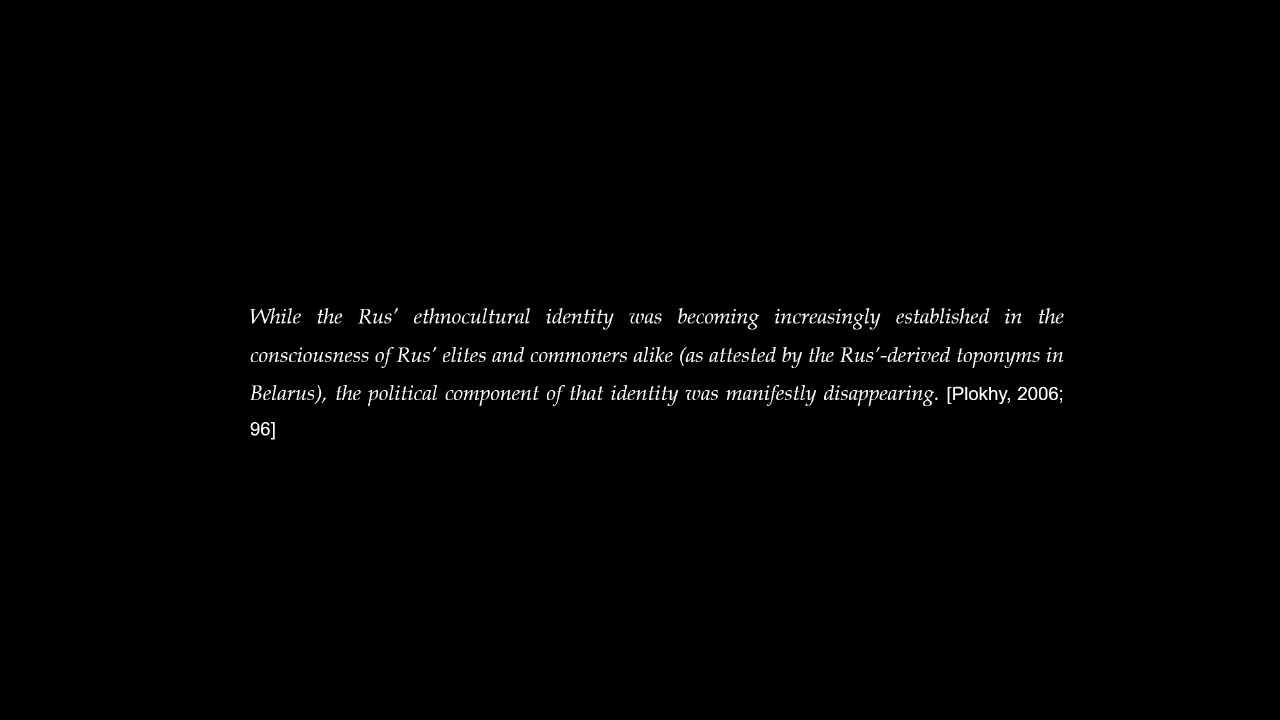 While the Rus’ ethnocultural identity was becoming increasingly established in the
consciousness of Rus’ elites and commoners alike (as attested by the Rus’-derived toponyms in
Belarus), the political component of that identity was manifestly disappearing. [Plokhy, 2006;
96]